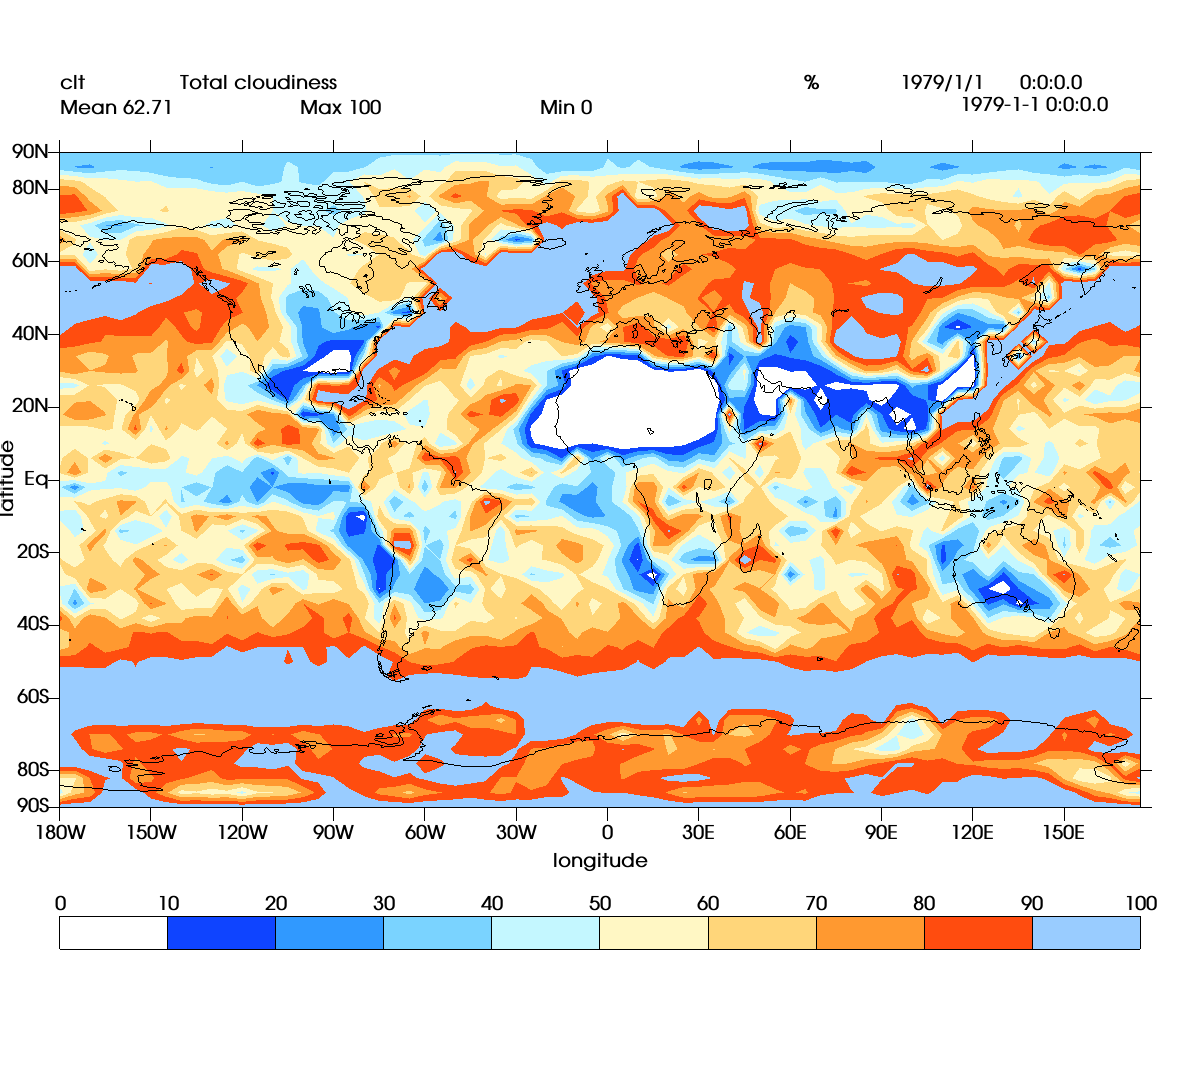 clt Total cloudiness % 1979/1/1 0:0:0.0
Mean 62.71 Max 100 Min 0 1979-1-1 0:0:0.0
90N
80N
60N
40N
20N
Eq
20S
40S
60S
80S
90S
latitude
180W 150W 120W 90W 60W 30W 0 30E 60E 90E 120E 150E
longitude
0 10 20 30 40 50 60 70 80 90 100